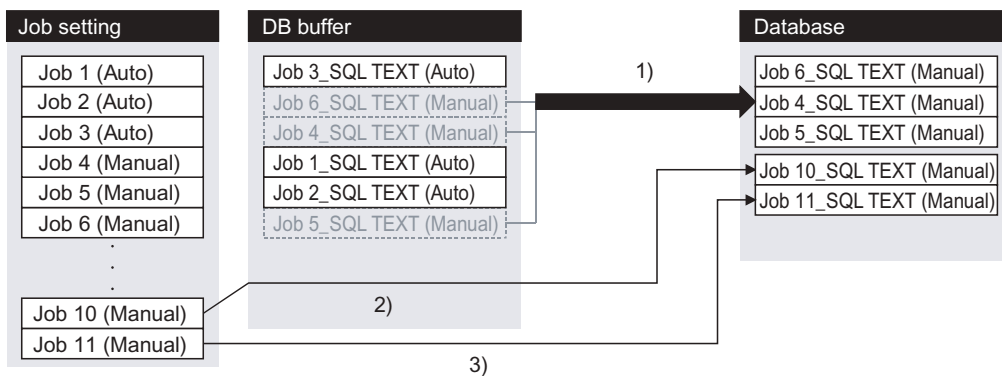 Job setting
Job 1 (Auto)
Job 2 (Auto)
Job 3 (Auto)
Job 4 (Manual)
Job 5 (Manual)
Job 6 (Manual)
.
.
.
Job 10 (Manual)
Job 11 (Manual)
DB buffer
Job 3_SQL TEXT (Auto)
Job 6_SQL TEXT (Manual)
Job 4_SQL TEXT (Manual)
Job 1_SQL TEXT (Auto)
Job 2_SQL TEXT (Auto)
Job 5_SQL TEXT (Manual)
1)
2)
3)
Database
Job 6_SQL TEXT (Manual)
Job 4_SQL TEXT (Manual)
Job 5_SQL TEXT (Manual)
Job 10_SQL TEXT (Manual)
Job 11_SQL TEXT (Manual)